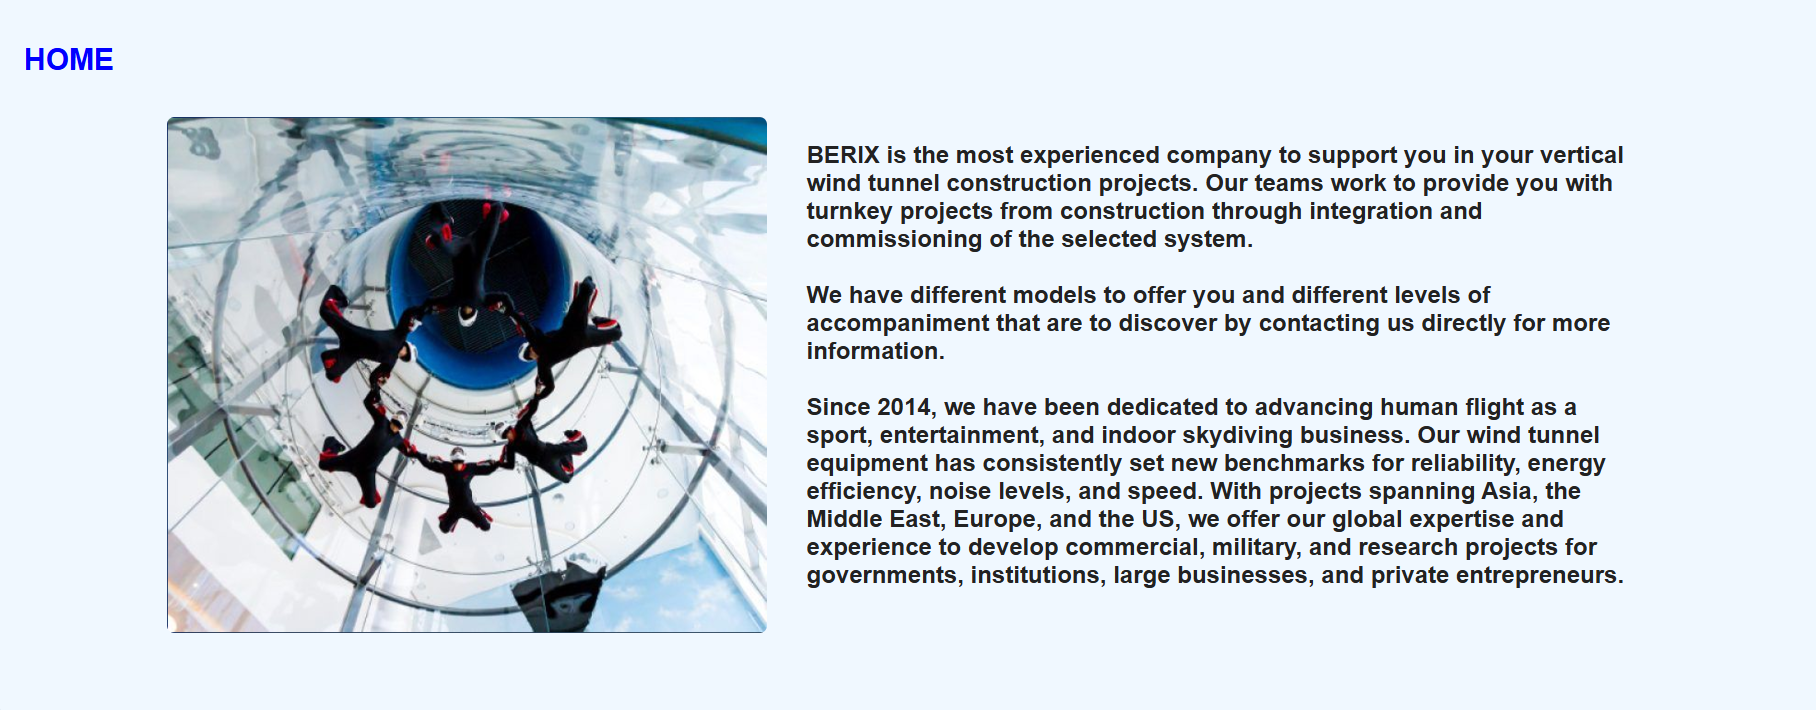 HOME
BERIX is the most experienced company to support you in your vertical
wind tunnel construction projects. Our teams work to provide you with
turnkey projects from construction through integration and
commissioning of the selected system.
We have different models to offer you and different levels of
accompaniment that are to discover by contacting us directly for more
information.
Since 2014, we have been dedicated to advancing human flight as a
sport, entertainment, and indoor skydiving business. Our wind tunnel
equipment has consistently set new benchmarks for reliability, energy
efficiency, noise levels, and speed. With projects spanning Asia, the
Middle East, Europe, and the US, we offer our global expertise and
experience to develop commercial, military, and research projects for
governments, institutions, large businesses, and private entrepreneurs.